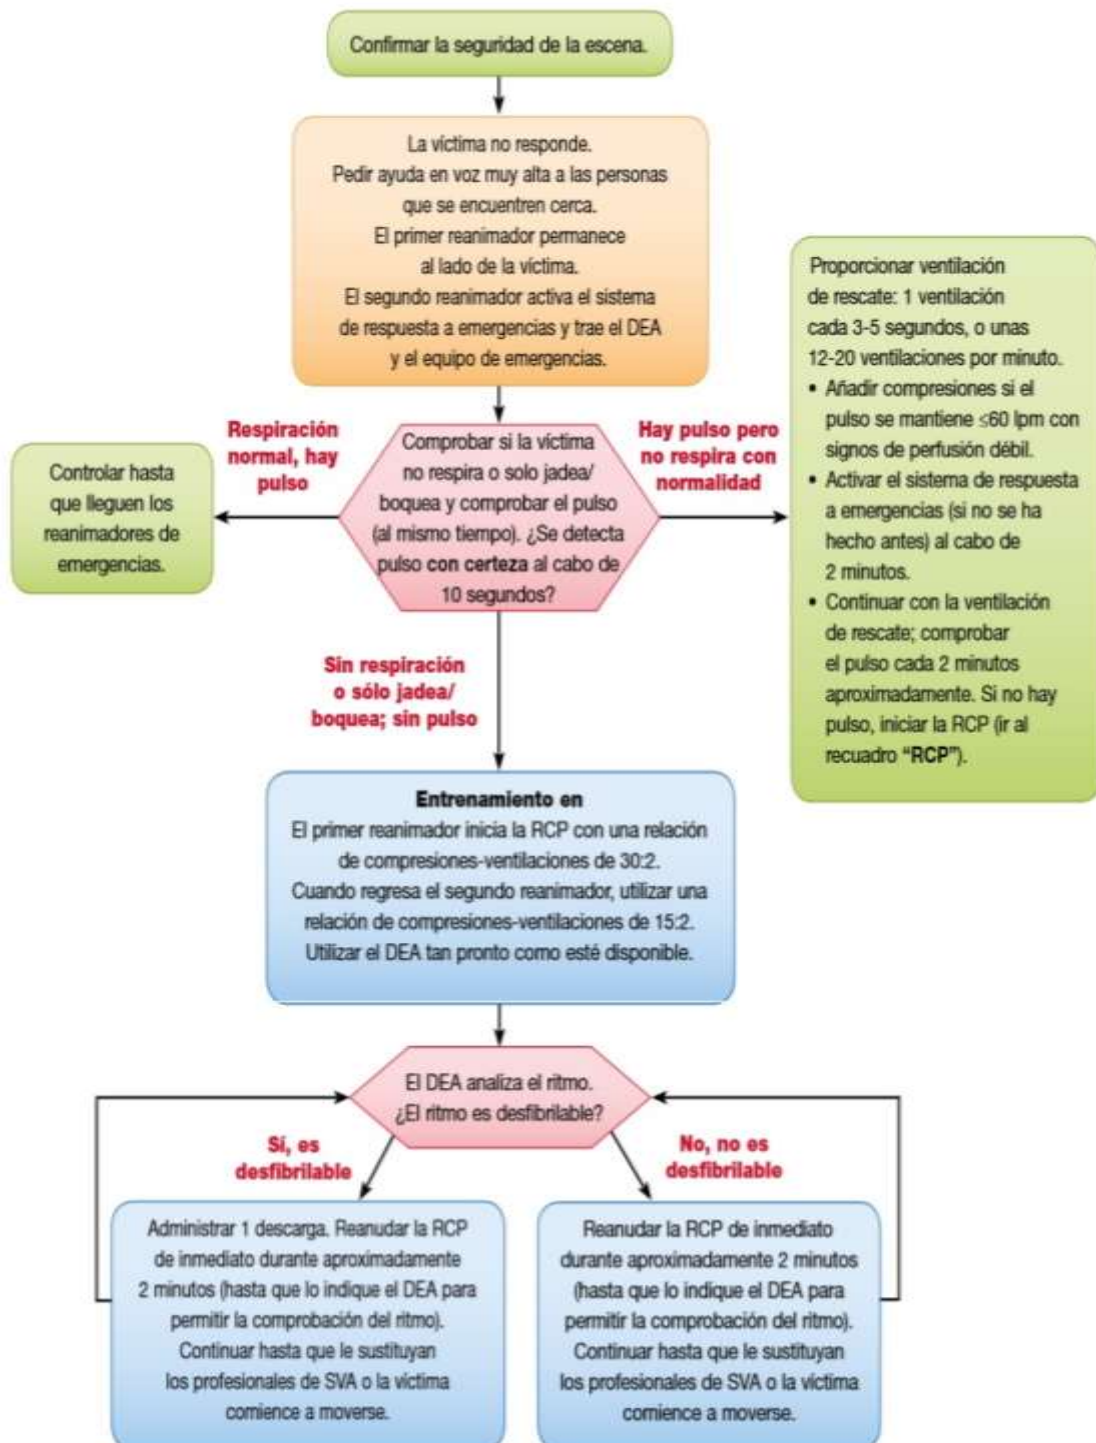 Confirmar la seguridad de la escena.
La víctima no responde.
Pedir ayuda en voz muy alta a las personas
que se encuentren cerca.
El primer reanimador permanece
al lado de la víctima.
El segundo reanimador activa el sistema
de respuesta a emergencias y trae el DEA
y el equipo de emergencias.
Respiración
normal, hay
pulso
Controlar hasta
que lleguen los
reanimadores de
emergencias.
Comprobar si la víctima
no respira o solo jadea/
boquea y comprobar el pulso
(al mismo tiempo). ¿Se detecta
pulso con certeza al cabo de
10 segundos?
Hay pulso pero
no respira con
normalidad
Proporcionar ventilación
de rescate: 1 ventilación
cada 3-5 segundos, o unas
12-20 ventilaciones por minuto.
• Añadir compresiones si el
pulso se mantiene ≤60 lpm con
signos de perfusión débil.
• Activar el sistema de respuesta
a emergencias (si no se ha
hecho antes) al cabo de
2 minutos.
• Continuar con la ventilación
de rescate; comprobar
el pulso cada 2 minutos
aproximadamente. Si no hay
pulso, iniciar la RCP (ir al
recuadro “RCP”).
Sin respiración
o sólo jadea/
boquea; sin pulso
Entrenamiento en
El primer reanimador inicia la RCP con una relación
de compresiones-ventilaciones de 30:2.
Cuando regresa el segundo reanimador, utilizar una
relación de compresiones-ventilaciones de 15:2.
Utilizar el DEA tan pronto como esté disponible.
El DEA analiza el ritmo.
¿El ritmo es desfibrilable?
Sí, es
desfibrilable
No, no es
desfibrilable
Administrar 1 descarga. Reanudar la RCP
de inmediato durante aproximadamente
2 minutos (hasta que lo indique el DEA para
permitir la comprobación del ritmo).
Continuar hasta que le sustituyan
los profesionales de SVA o la víctima
comience a moverse.
Reanudar la RCP de inmediato
durante aproximadamente 2 minutos
(hasta que lo indique el DEA para
permitir la comprobación del ritmo).
Continuar hasta que le sustituyan
los profesionales de SVA o la víctima
comience a moverse.